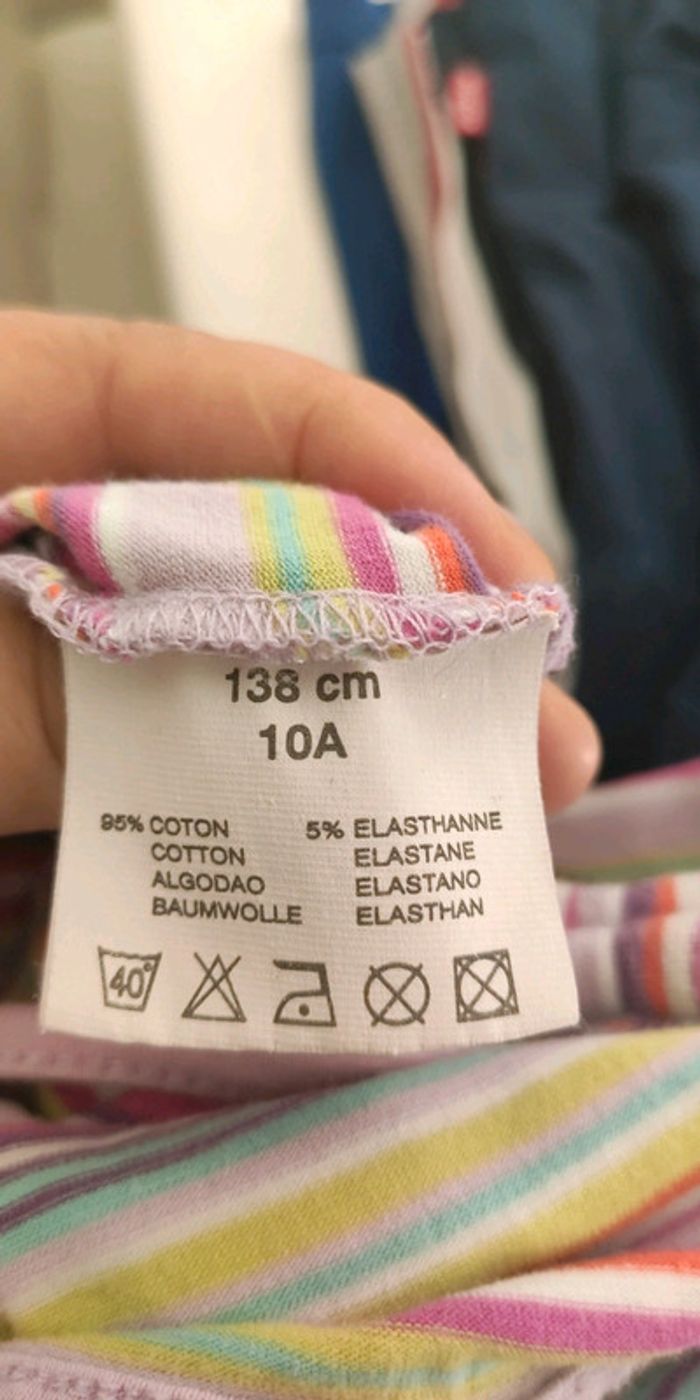 138 cm
10A
95% COTON 5% ELASTHANNE
COTTON ELASTANE
ALGODAO ELASTANO
BAUMWOLLE ELASTHAN
40°